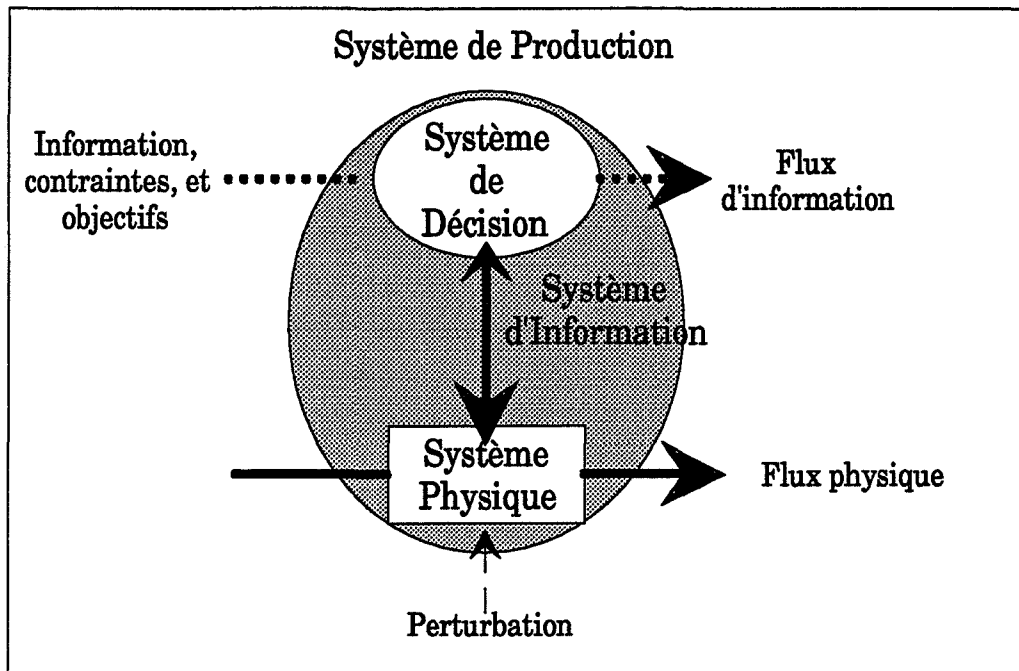 Système de Production
Information,
contraintes, et
objectifs
Système
de
Décision
Flux
d'information
Système
d'Information
Système
Physique
Flux physique
Perturbation